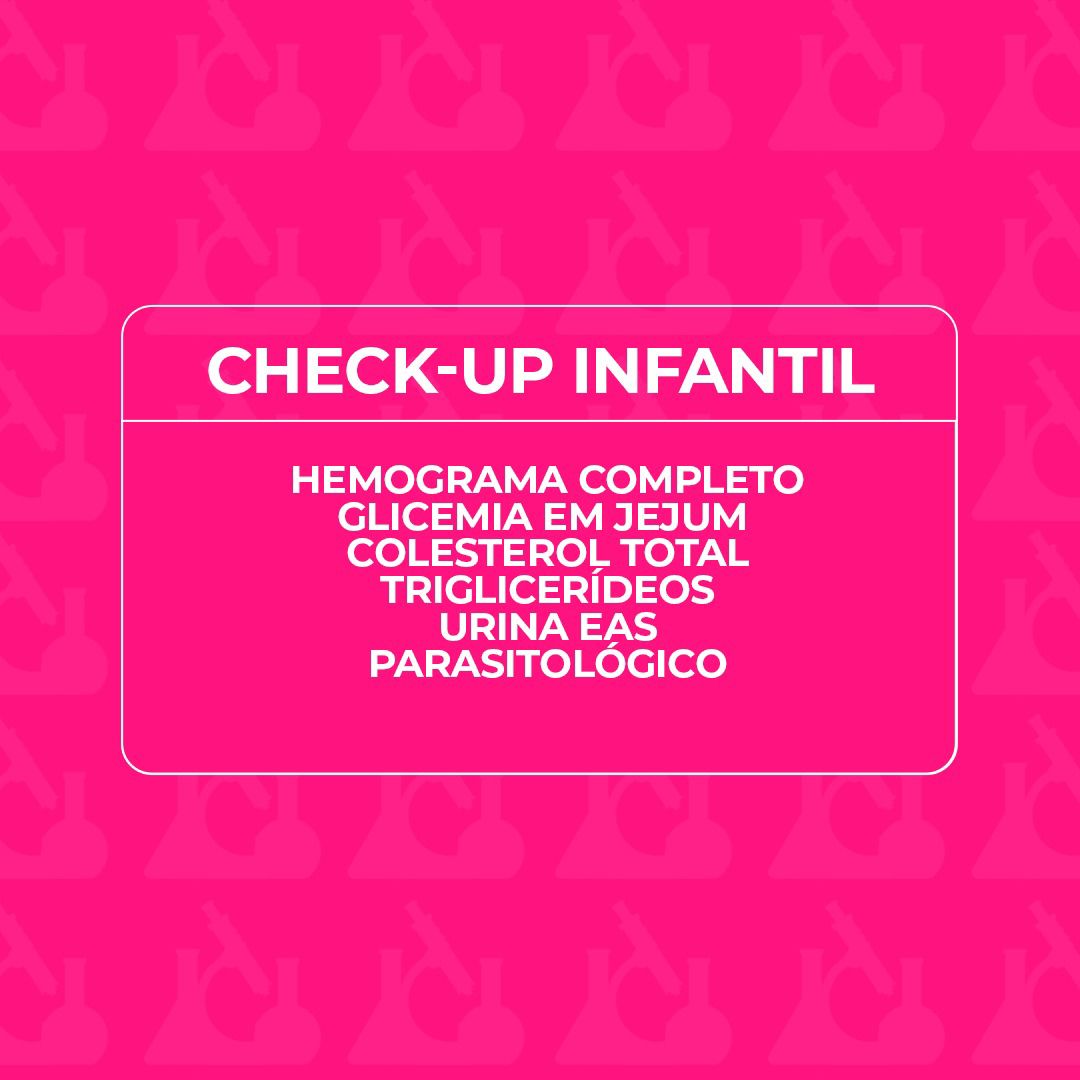 CHECK-UP INFANTIL
HEMOGRAMA COMPLETO
GLICEMIA EM JEJUM
COLESTEROL TOTAL
TRIGLICERÍDEOS
URINA EAS
PARASITOLÓGICO